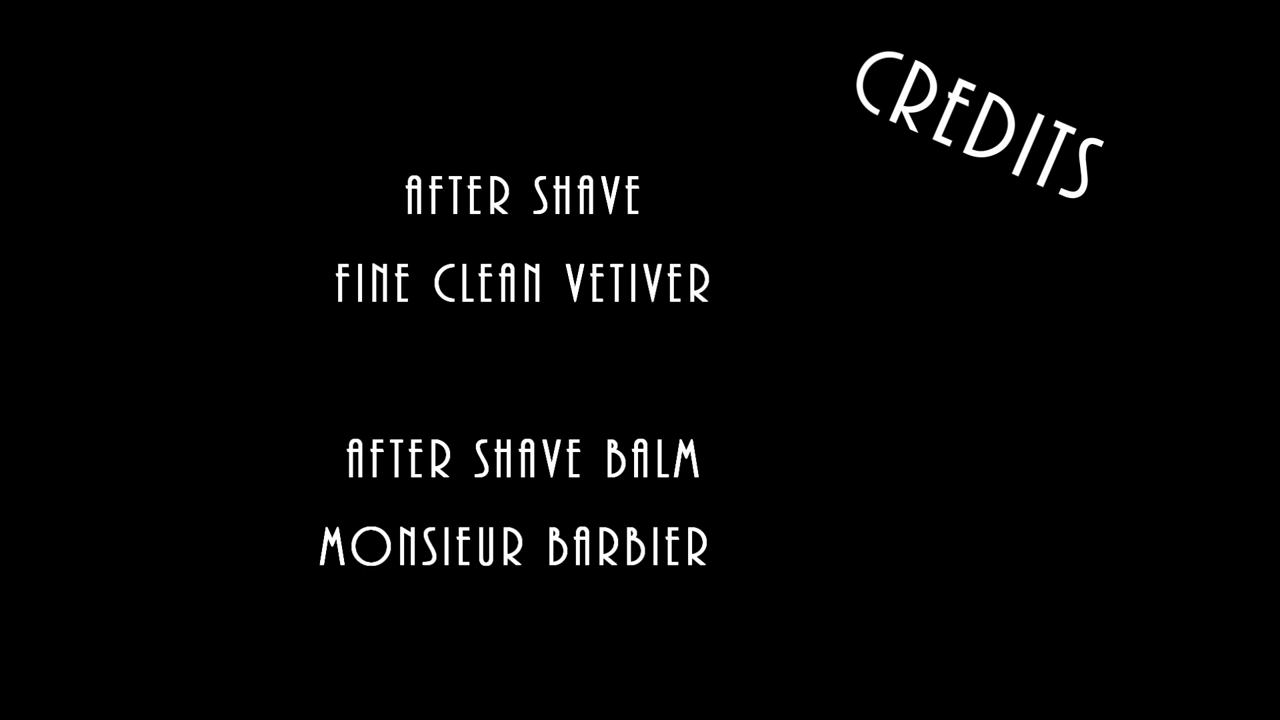 CREDITS
AFTER SHAVE
FINE CLEAN VETIVER
AFTER SHAVE BALM
MONSIEUR BARBIER